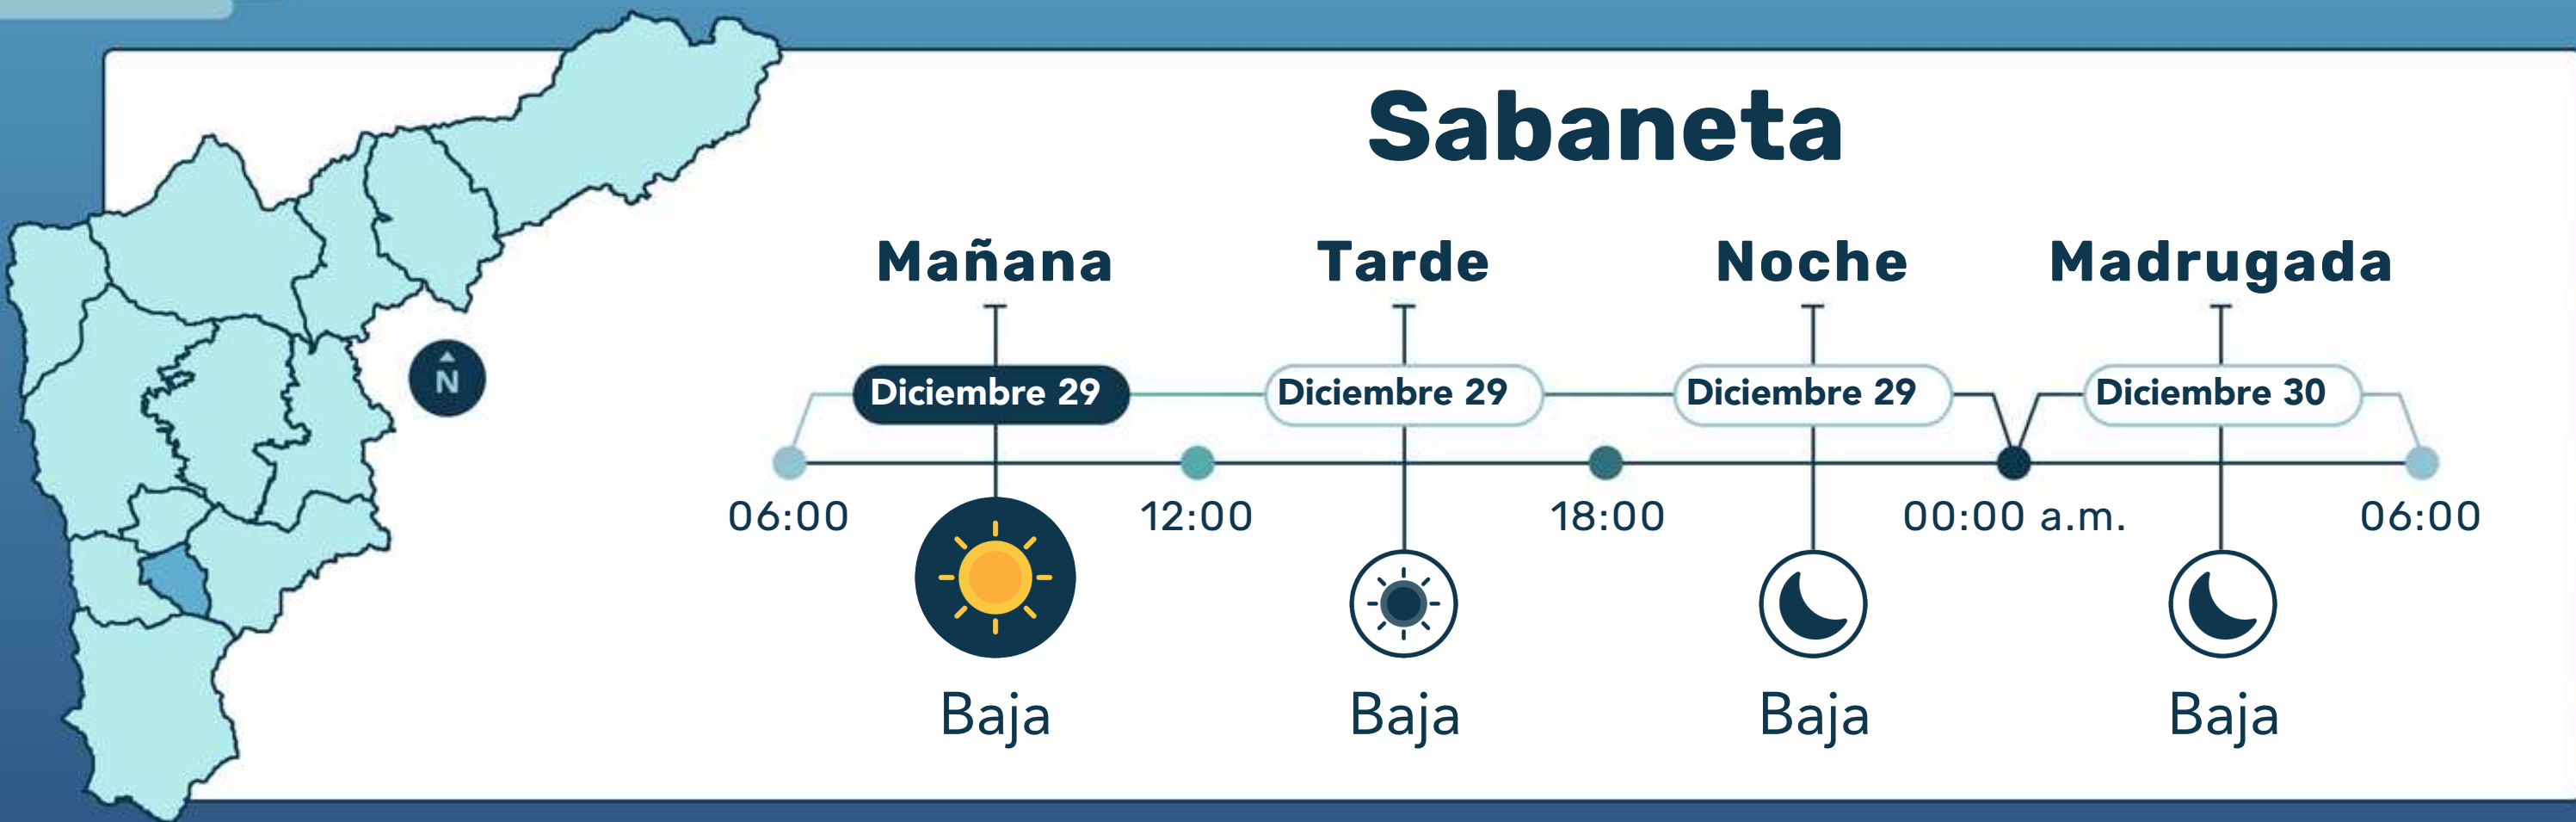 Sabaneta
Mañana Tarde Noche Madrugada
Diciembre 29 Diciembre 29 Diciembre 29 Diciembre 30
N
06:00 12:00 18:00 00:00 a.m. 06:00
Baja Baja Baja Baja